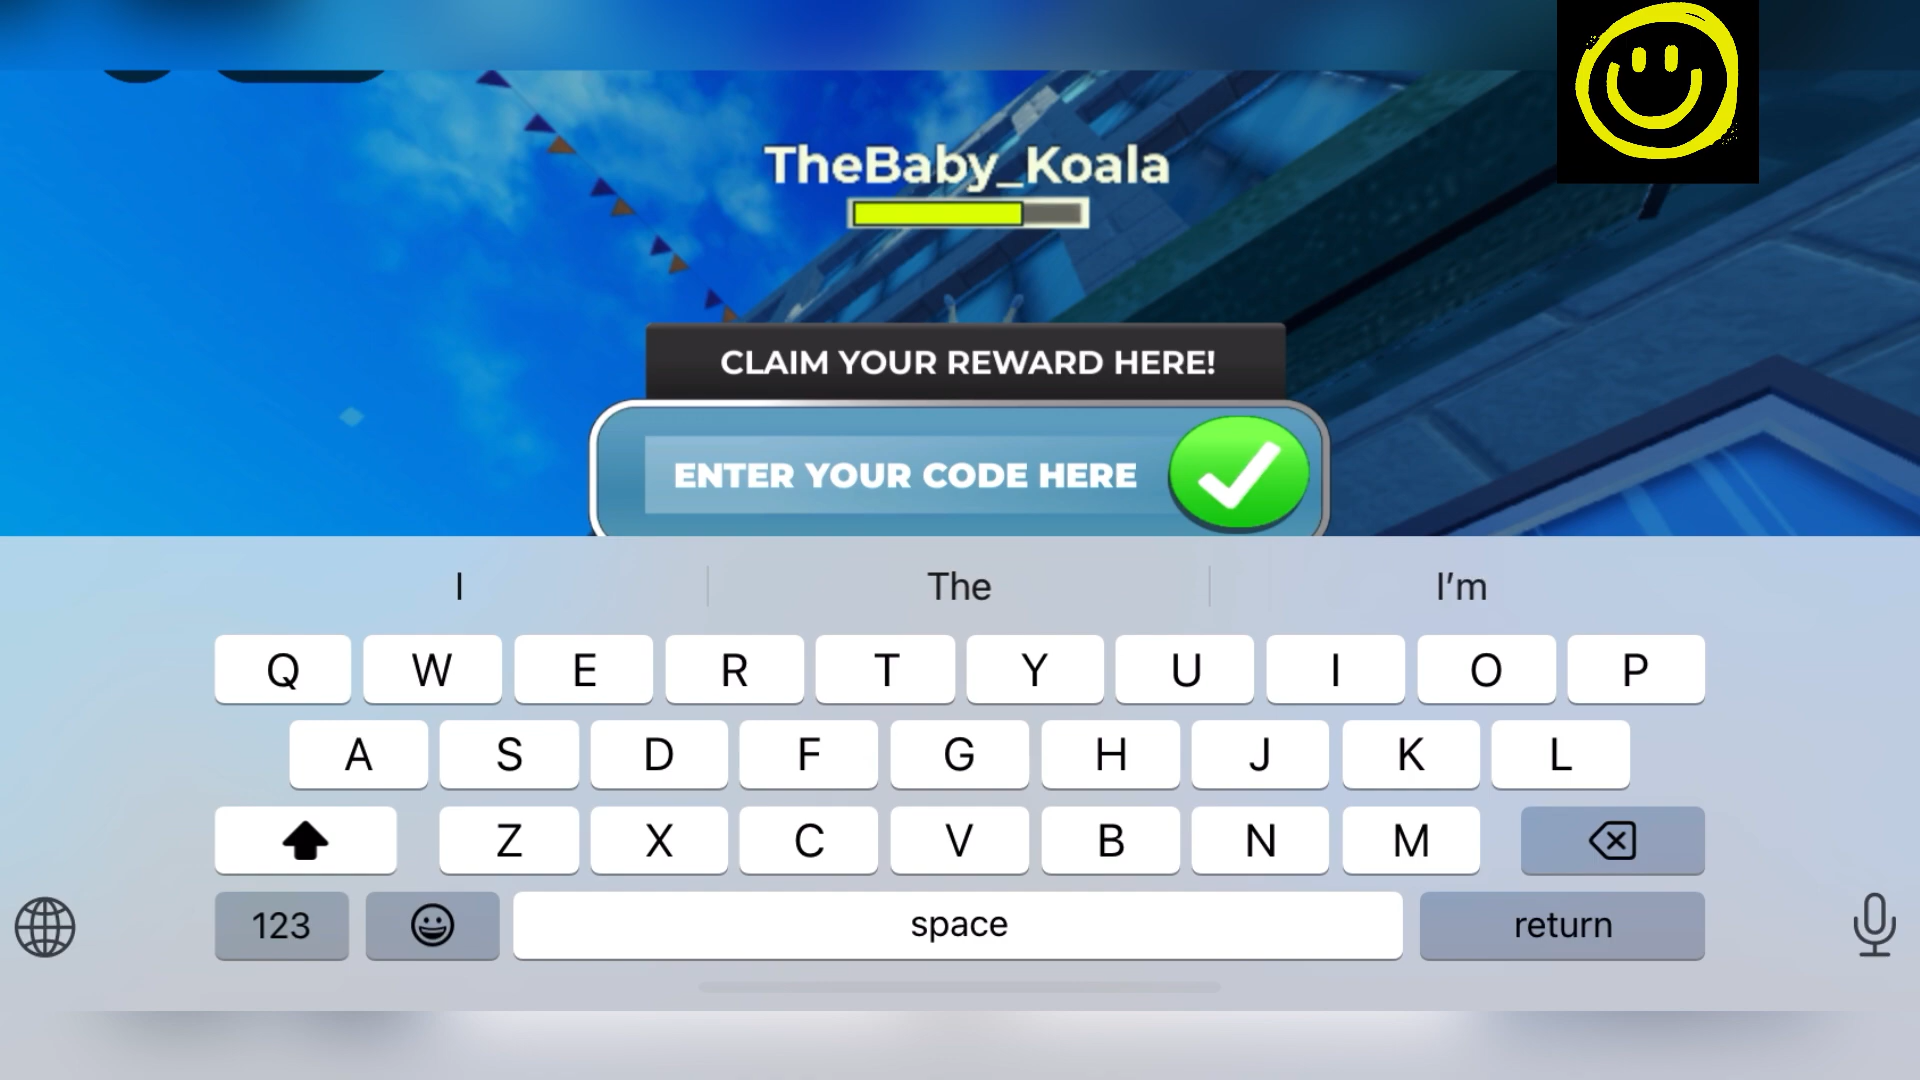 TheBaby_Koala
CLAIM YOUR REWARD HERE!
ENTER YOUR CODE HERE
I The I’m
Q W E R T Y U I O P
A S D F G H J K L
Z X C V B N M
123 space return